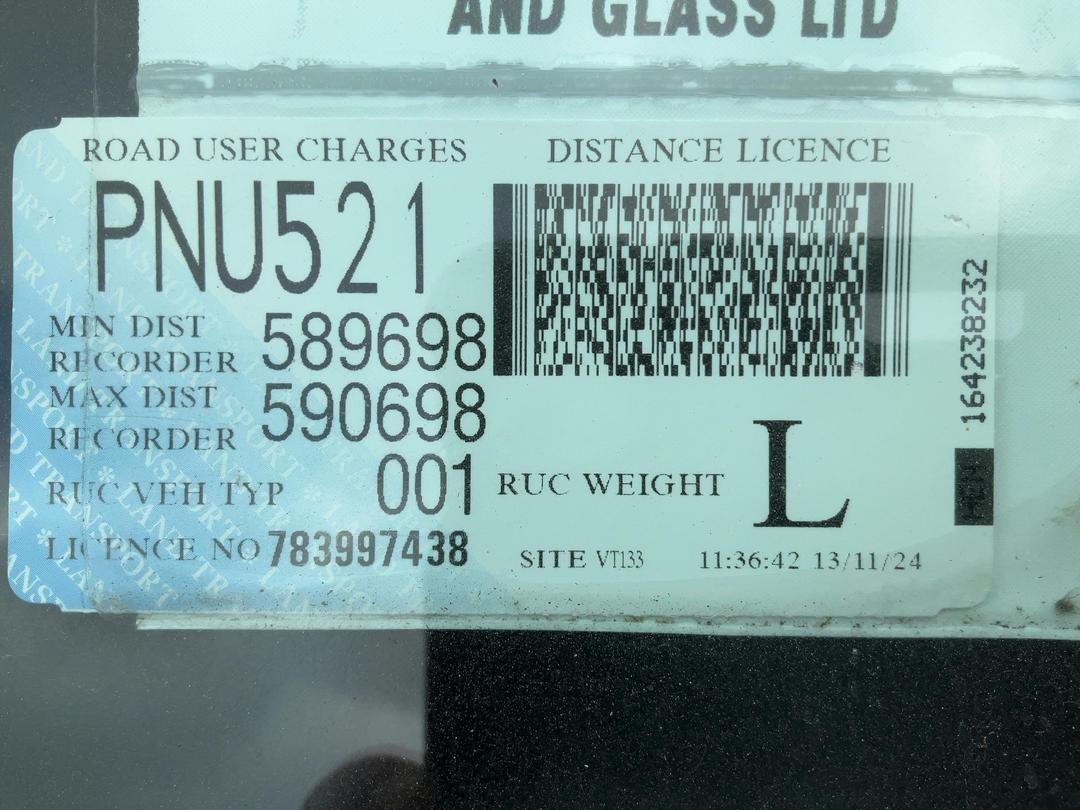 AND GLASS LTD
ROAD USER CHARGES
DISTANCE LICENCE
PNU521
MIN DIST
RECORDER 589698
MAX DIST
RECORDER 590698
RUC VEH TYP 001
RUC WEIGHT L
LICENCE NO 783997438
SITE VT133 11:36:42 13/11/24
164238232